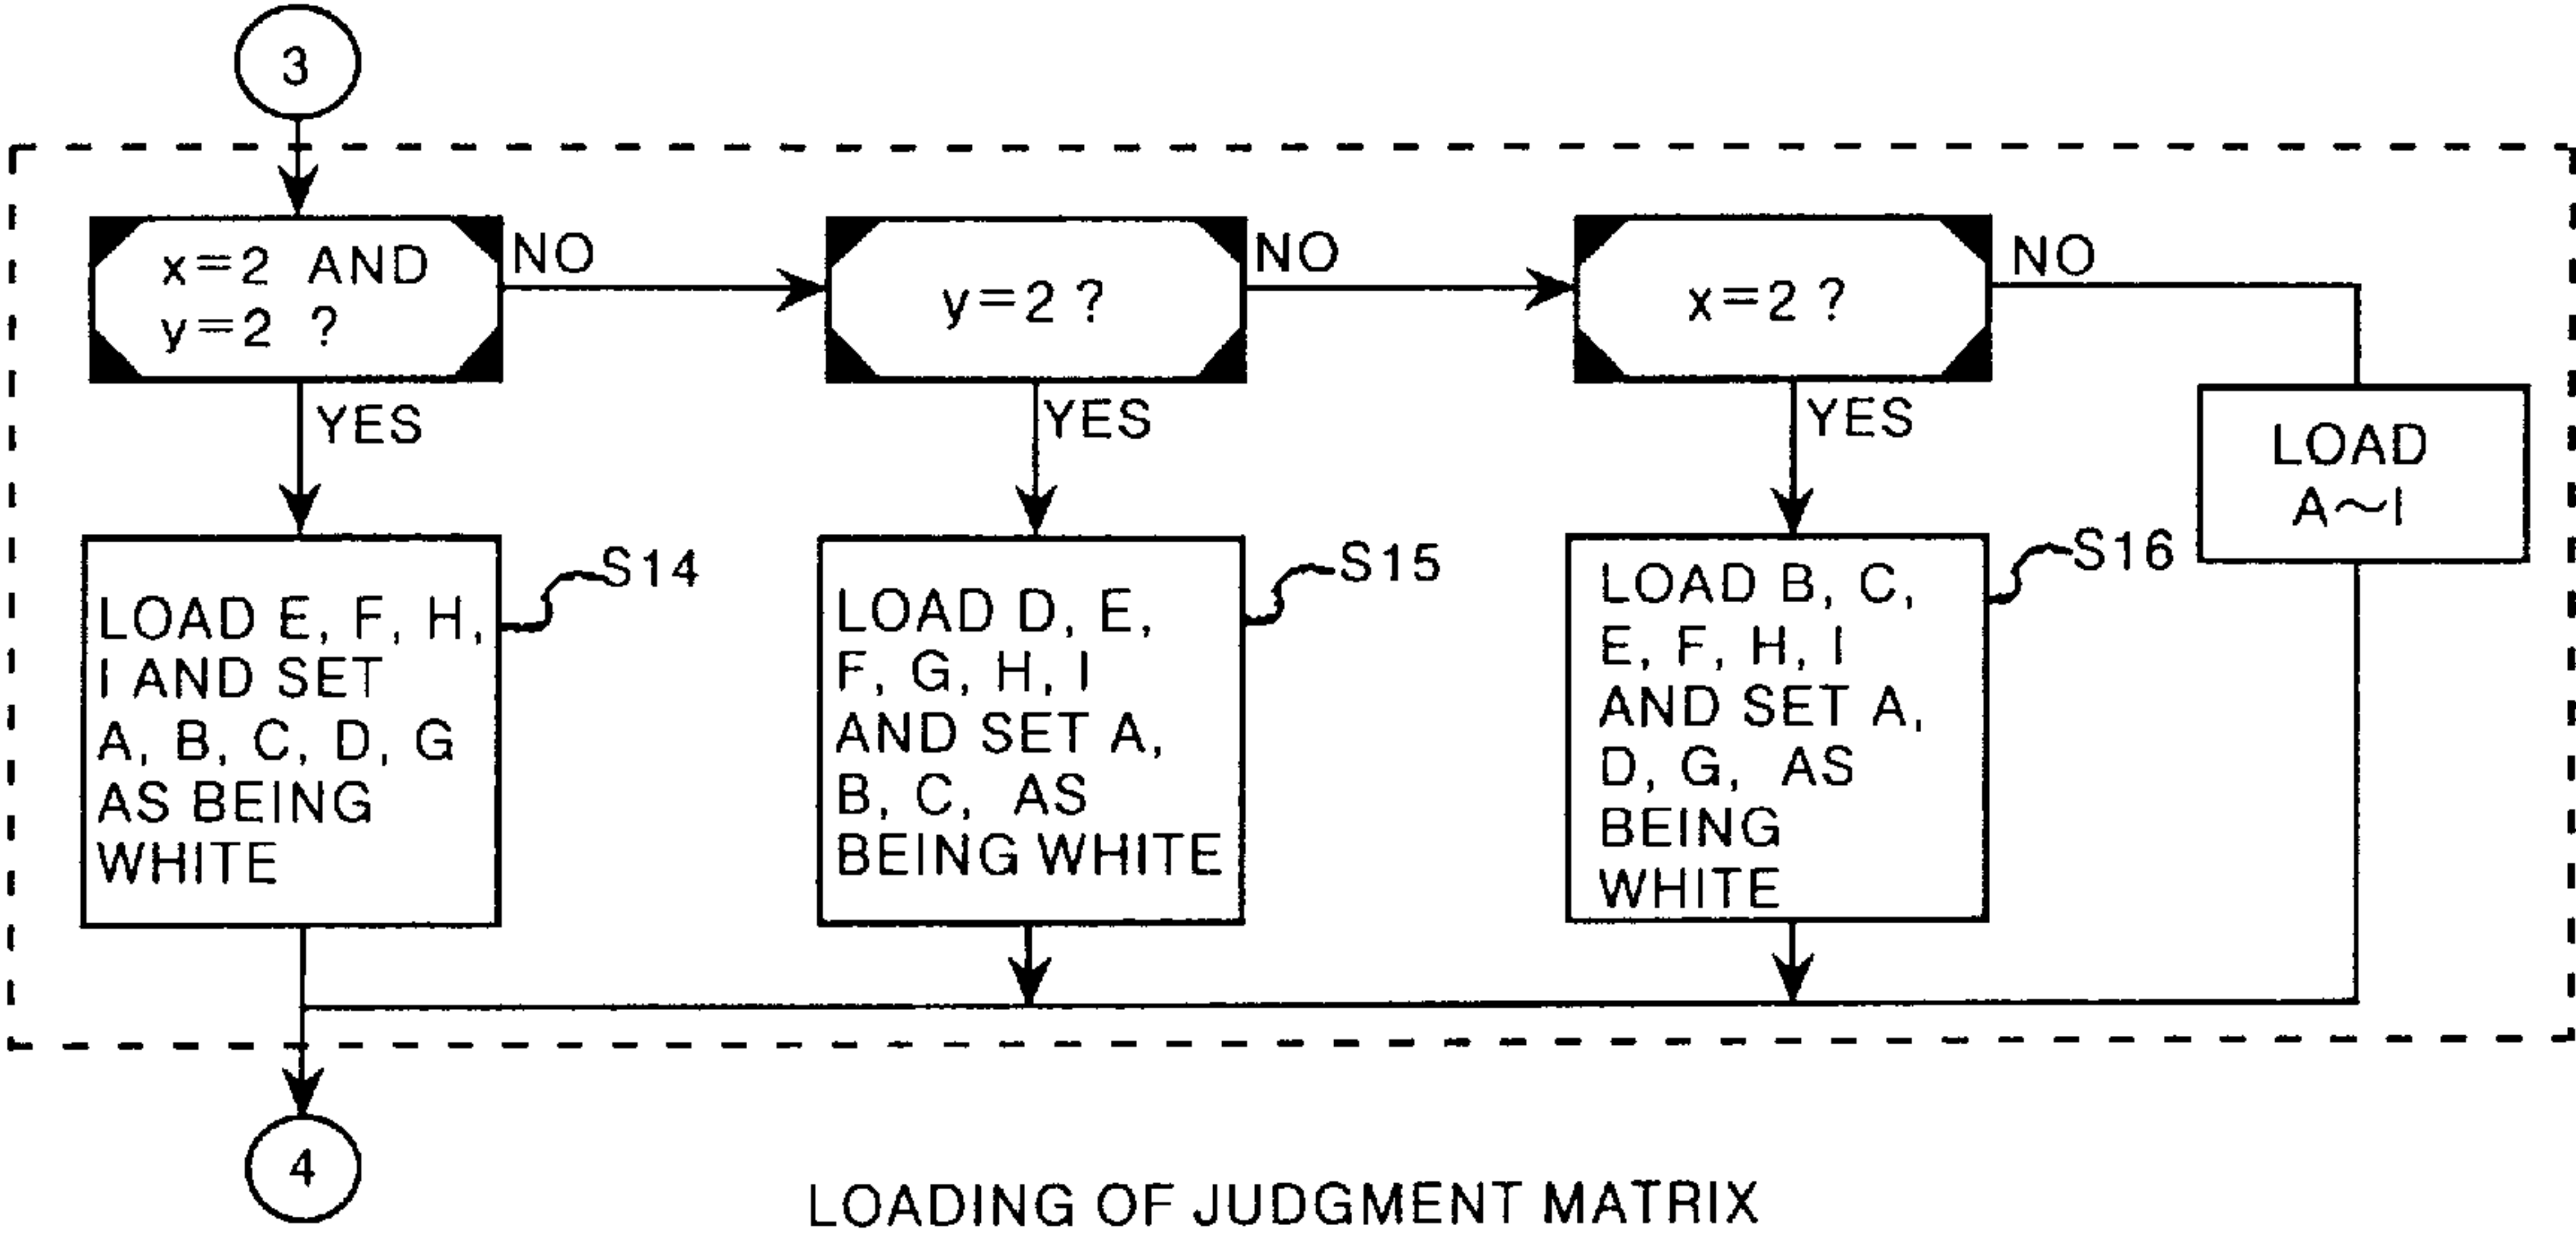 3
x=2 AND
y=2 ?
NO
YES
y=2 ?
NO
YES
x=2 ?
NO
YES
LOAD
A~I
LOAD E, F, H,
I AND SET
A, B, C, D, G
AS BEING
WHITE
S14
LOAD D, E,
F, G, H, I
AND SET A,
B, C, AS
BEING WHITE
S15
LOAD B, C,
E, F, H, I
AND SET A,
D, G, AS
BEING
WHITE
S16
4
LOADING OF JUDGMENT MATRIX